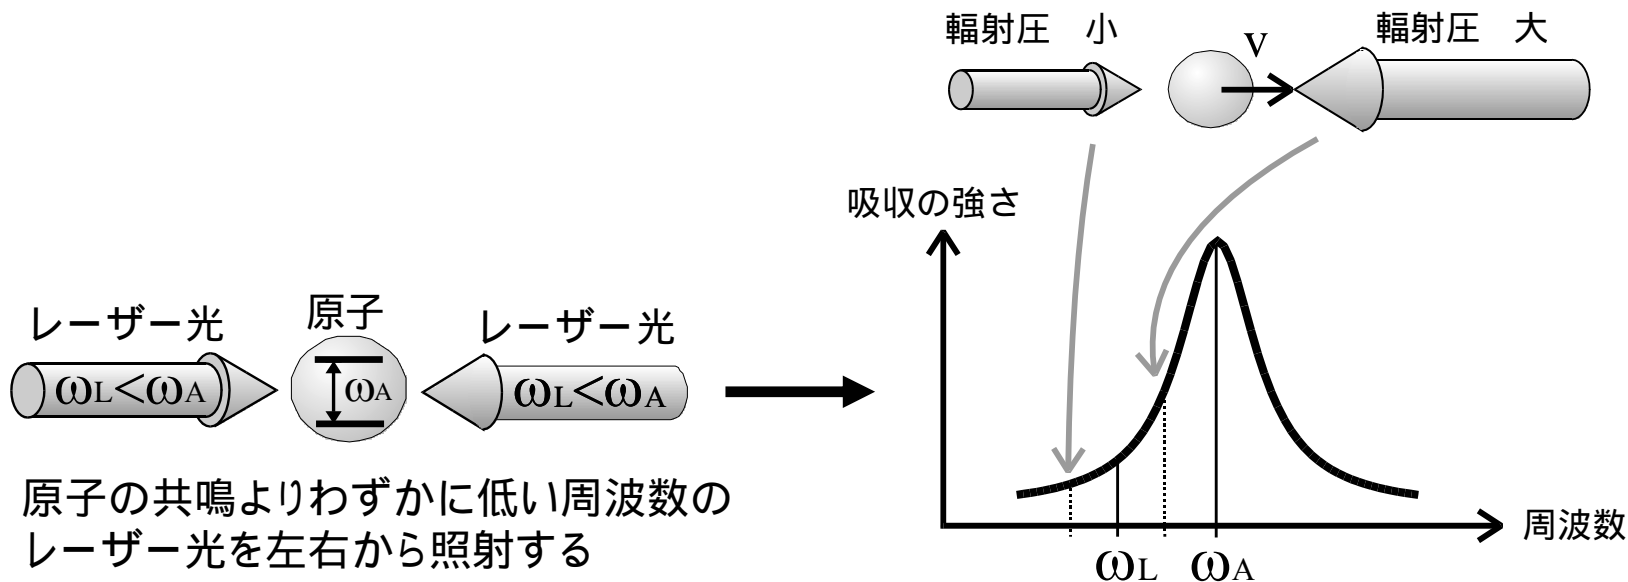 輻射圧 小
V
輻射圧 大
吸収の強さ
レーザー光
原子
レーザー光
ωL<ωA
ωA
ωL<ωA
原子の共鳴よりわずかに低い周波数の
レーザー光を左右から照射する
周波数
ωL
ωA